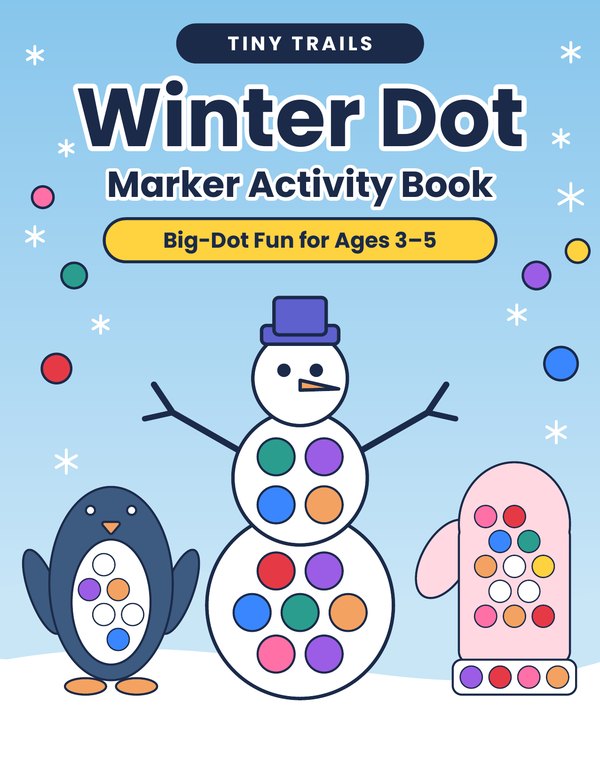 TINY TRAILS
Winter Dot
Marker Activity Book
Big-Dot Fun for Ages 3–5